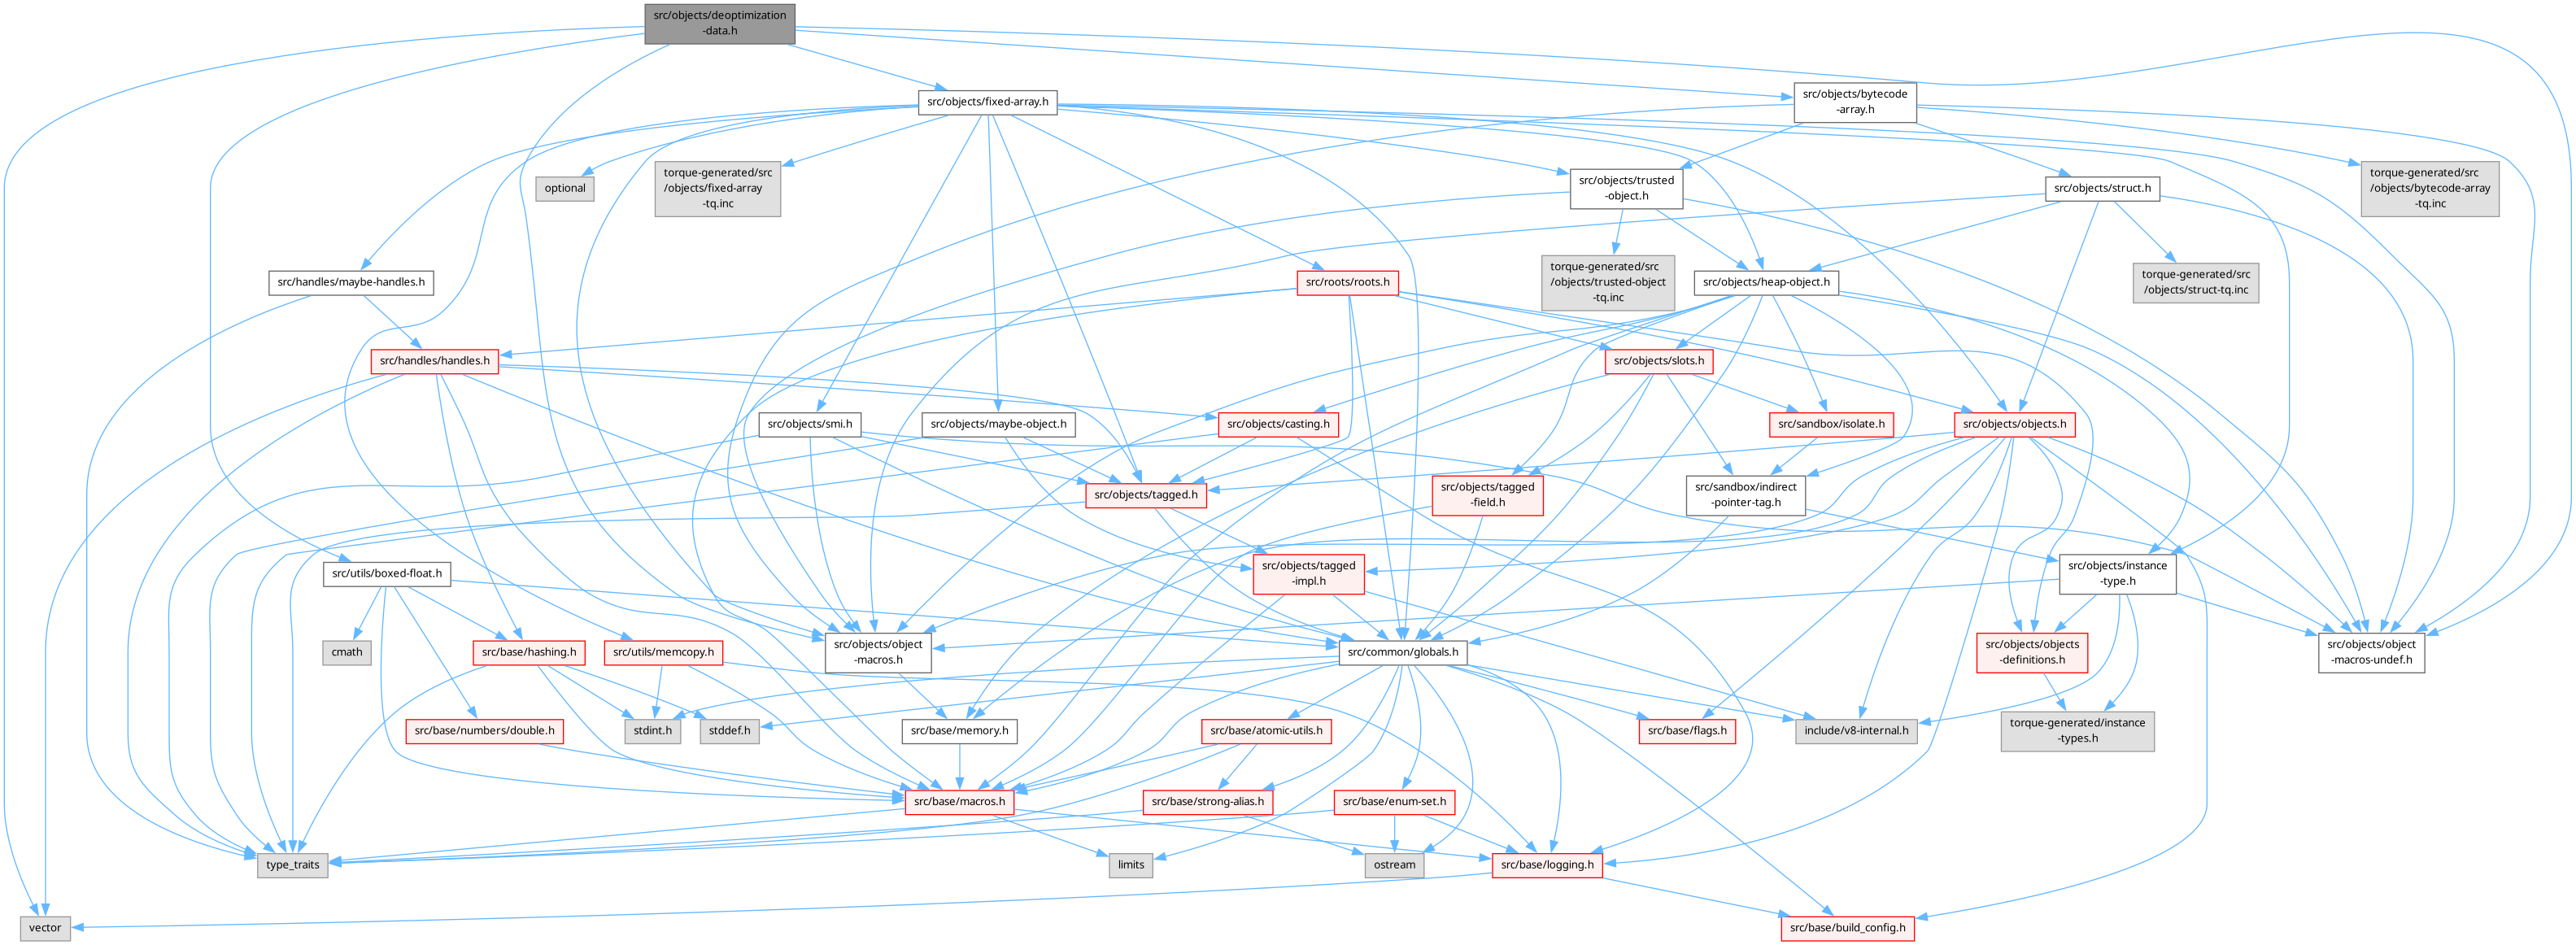 src/objects/deoptimization
-data.h
src/objects/fixed-array.h
src/objects/bytecode
-array.h
optional
torque-generated/src
/objects/fixed-array
-tq.inc
src/objects/trusted
-object.h
src/objects/struct.h
torque-generated/src
/objects/bytecode-array
-tq.inc
src/handles/maybe-handles.h
src/roots/roots.h
torque-generated/src
/objects/trusted-object
-tq.inc
src/objects/heap-object.h
torque-generated/src
/objects/struct-tq.inc
src/handles/handles.h
src/objects/slots.h
src/objects/smi.h
src/objects/maybe-object.h
src/objects/casting.h
src/sandbox/isolate.h
src/objects/objects.h
src/objects/tagged.h
src/objects/tagged
-field.h
src/sandbox/indirect
-pointer-tag.h
src/utils/boxed-float.h
src/objects/tagged
-impl.h
src/objects/instance
-type.h
cmath
src/base/hashing.h
src/utils/memcopy.h
src/objects/object
-macros.h
src/common/globals.h
src/objects/objects
-definitions.h
src/objects/object
-macros-undef.h
src/base/numbers/double.h
stdint.h
stddef.h
src/base/memory.h
src/base/atomic-utils.h
src/base/flags.h
include/v8-internal.h
torque-generated/instance
-types.h
src/base/macros.h
src/base/strong-alias.h
src/base/enum-set.h
type_traits
limits
ostream
src/base/logging.h
vector
src/base/build_config.h